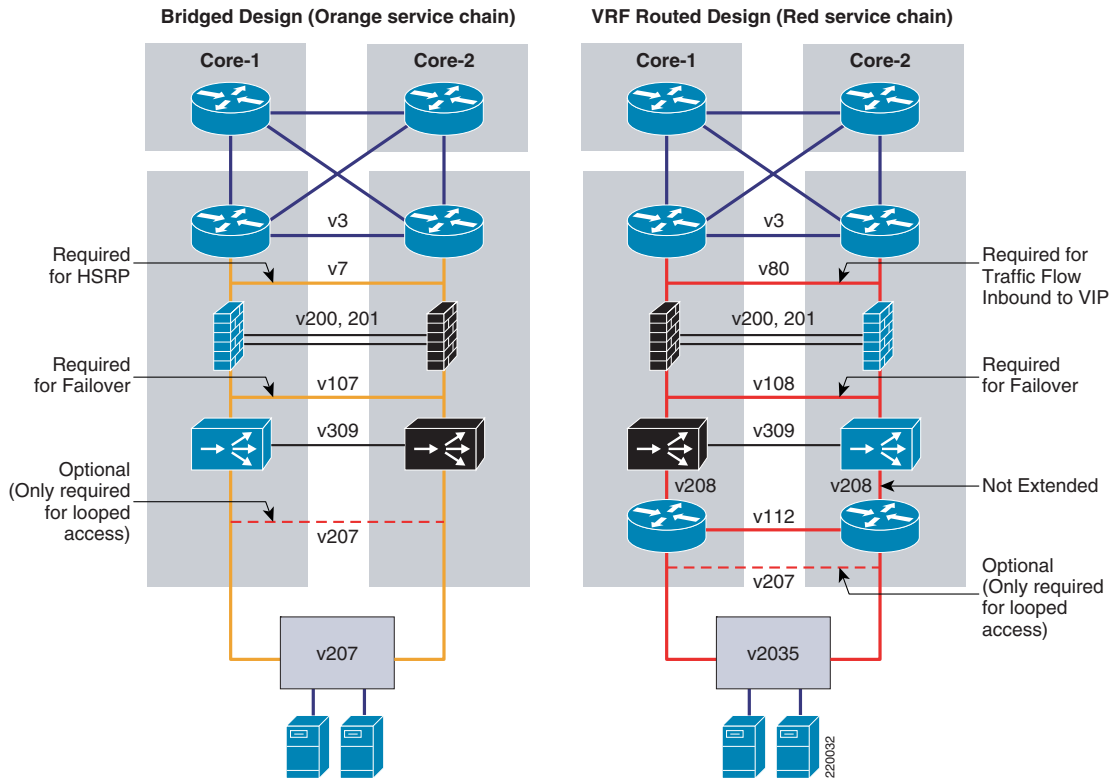 Bridged Design (Orange service chain)
Core-1
Core-2
v3
Required
for HSRP
v7
v200, 201
Required
for Failover
v107
v309
Optional
(Only required
for looped
access)
v207
v207
VRF Routed Design (Red service chain)
Core-1
Core-2
v3
v80
Required for
Traffic Flow
Inbound to VIP
v200, 201
v108
Required
for Failover
v309
v208
v208
Not Extended
v112
v207
Optional
(Only required
for looped
access)
v2035
220032